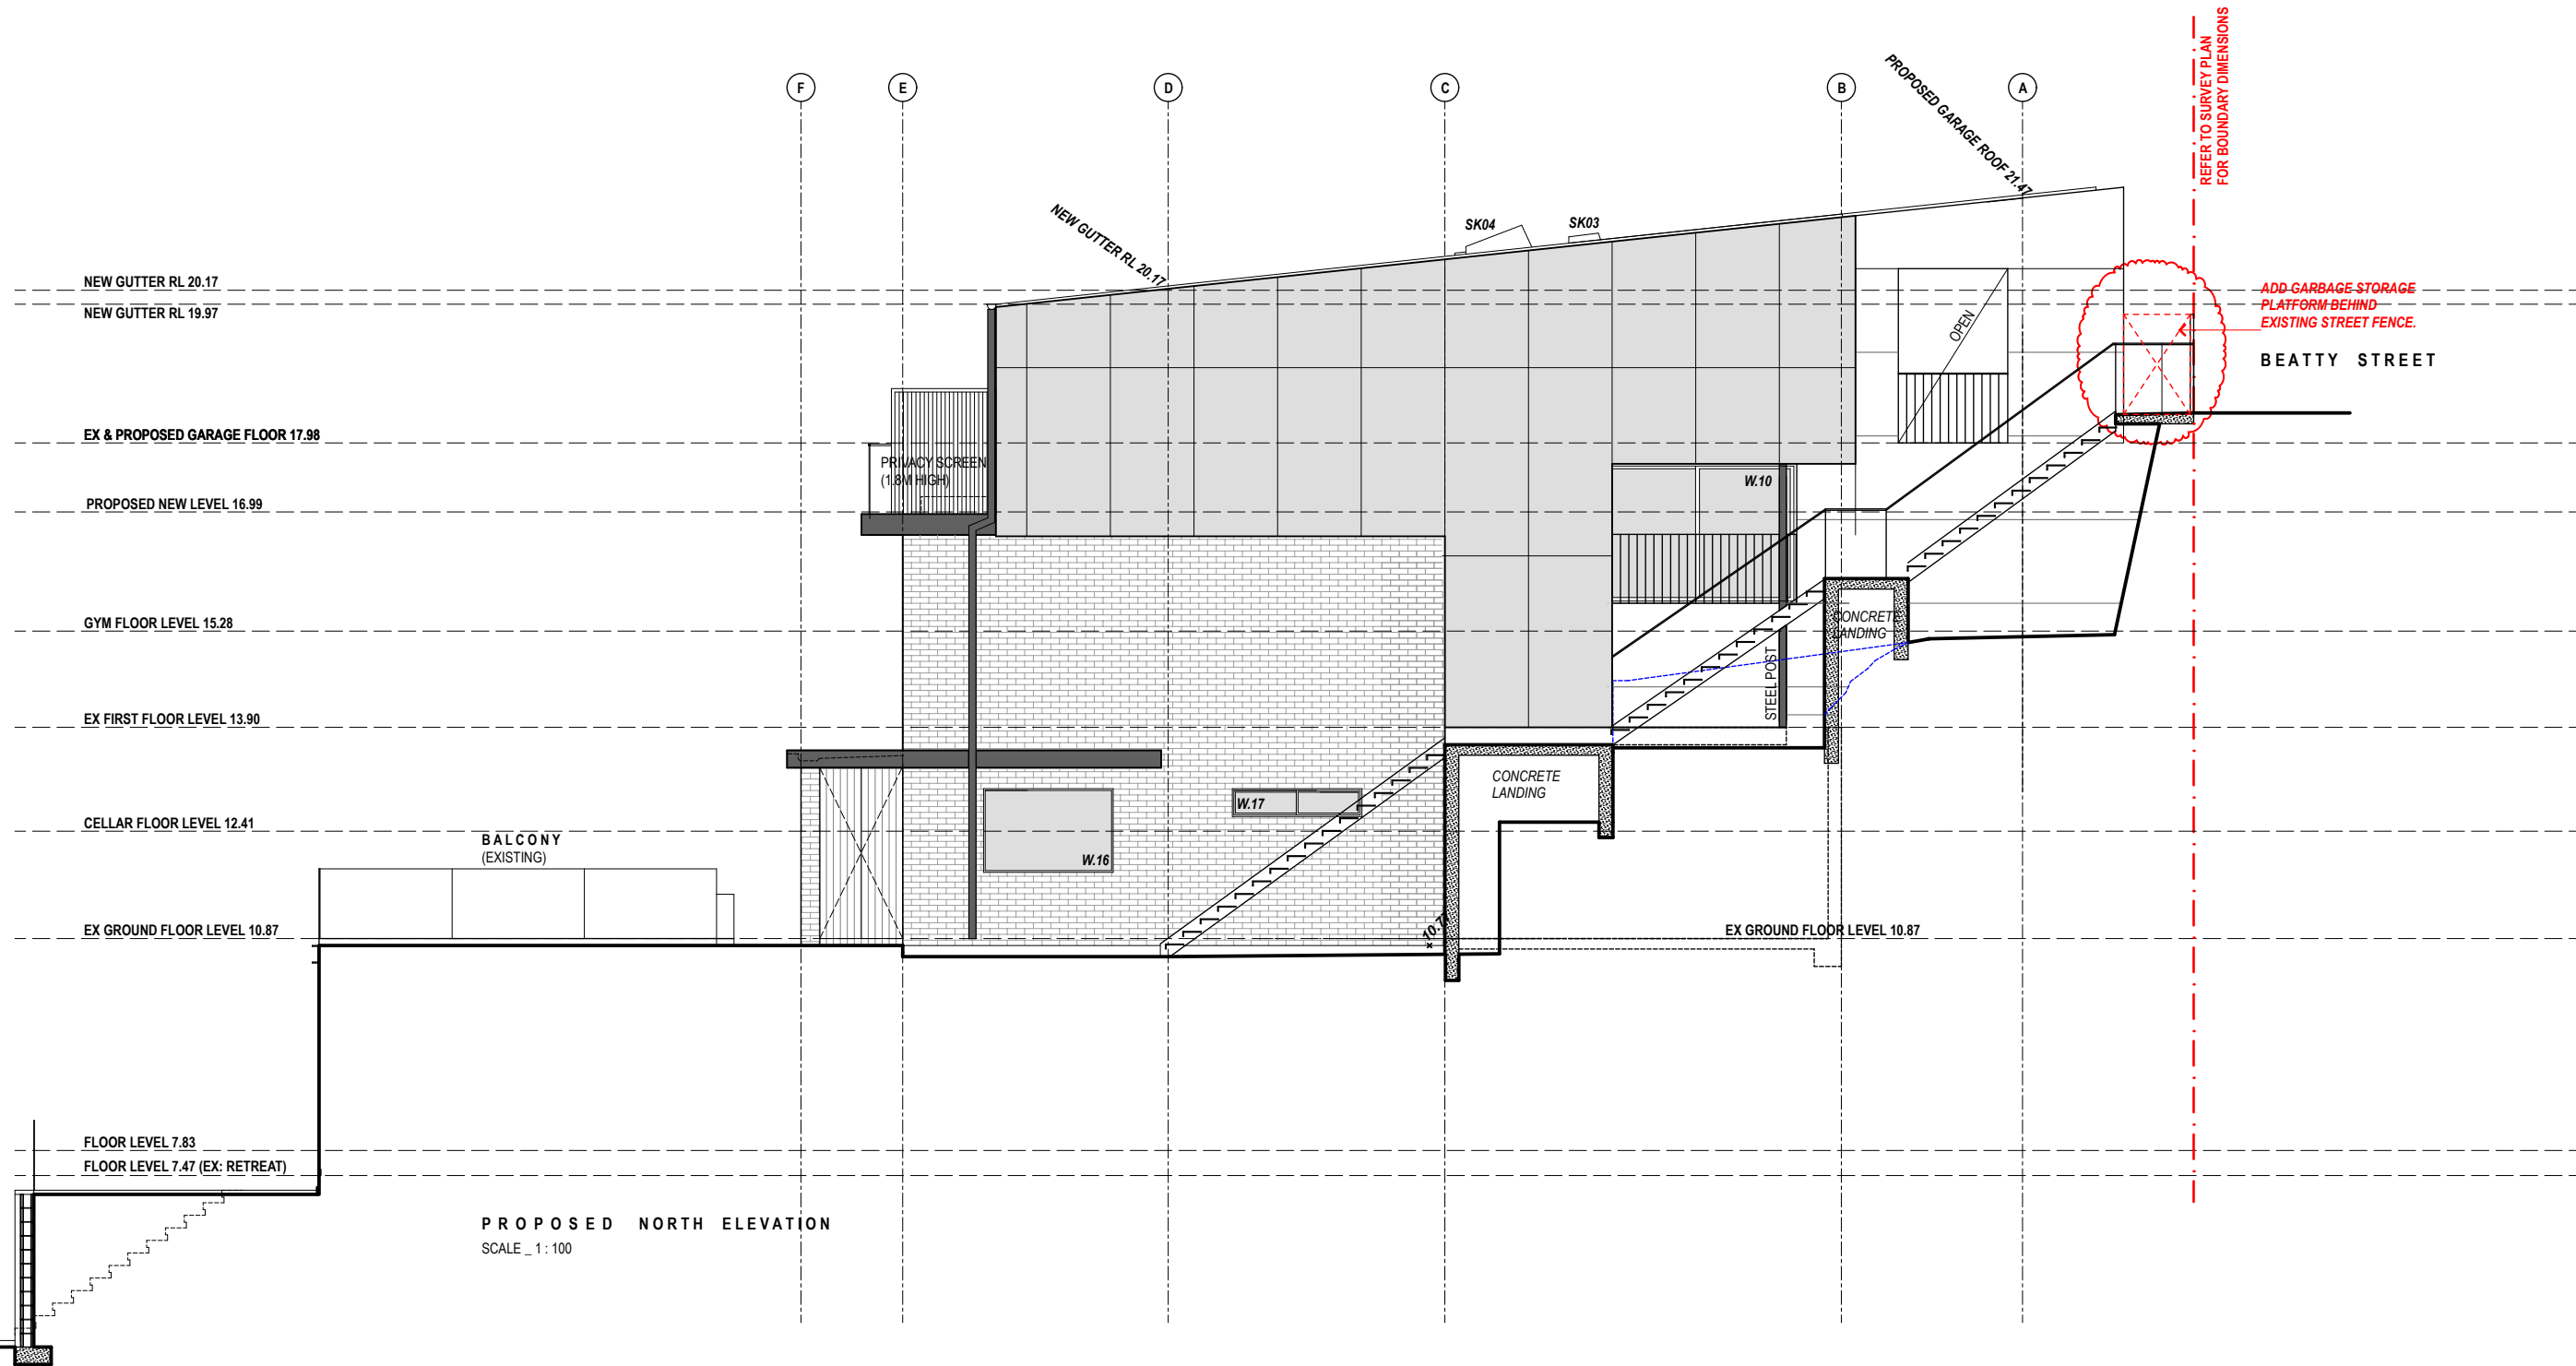 REFER TO SURVEY PLAN
FOR BOUNDARY DIMENSIONS
F
E
D
C
B
A
PROPOSED GARAGE ROOF 21.47
NEW GUTTER RL 20.17
SK04
SK03
NEW GUTTER RL 20.17
NEW GUTTER RL 19.97
OPEN
ADD GARBAGE STORAGE
PLATFORM BEHIND
EXISTING STREET FENCE.
BEATTY STREET
EX & PROPOSED GARAGE FLOOR 17.98
PRIVACY SCREEN
(1.8M HIGH)
W.10
PROPOSED NEW LEVEL 16.99
GYM FLOOR LEVEL 15.28
CONCRETE
LANDING
STEEL POST
EX FIRST FLOOR LEVEL 13.90
CONCRETE
LANDING
W.17
CELLAR FLOOR LEVEL 12.41
BALCONY
(EXISTING)
W.16
EX GROUND FLOOR LEVEL 10.87
EX GROUND FLOOR LEVEL 10.87
FLOOR LEVEL 7.83
FLOOR LEVEL 7.47 (EX: RETREAT)
PROPOSED NORTH ELEVATION
SCALE _ 1 : 100